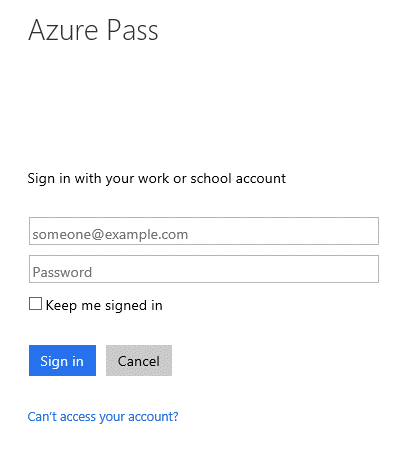 Azure Pass
Sign in with your work or school account
someone@example.com
Password
Keep me signed in
Sign in Cancel
Can't access your account?